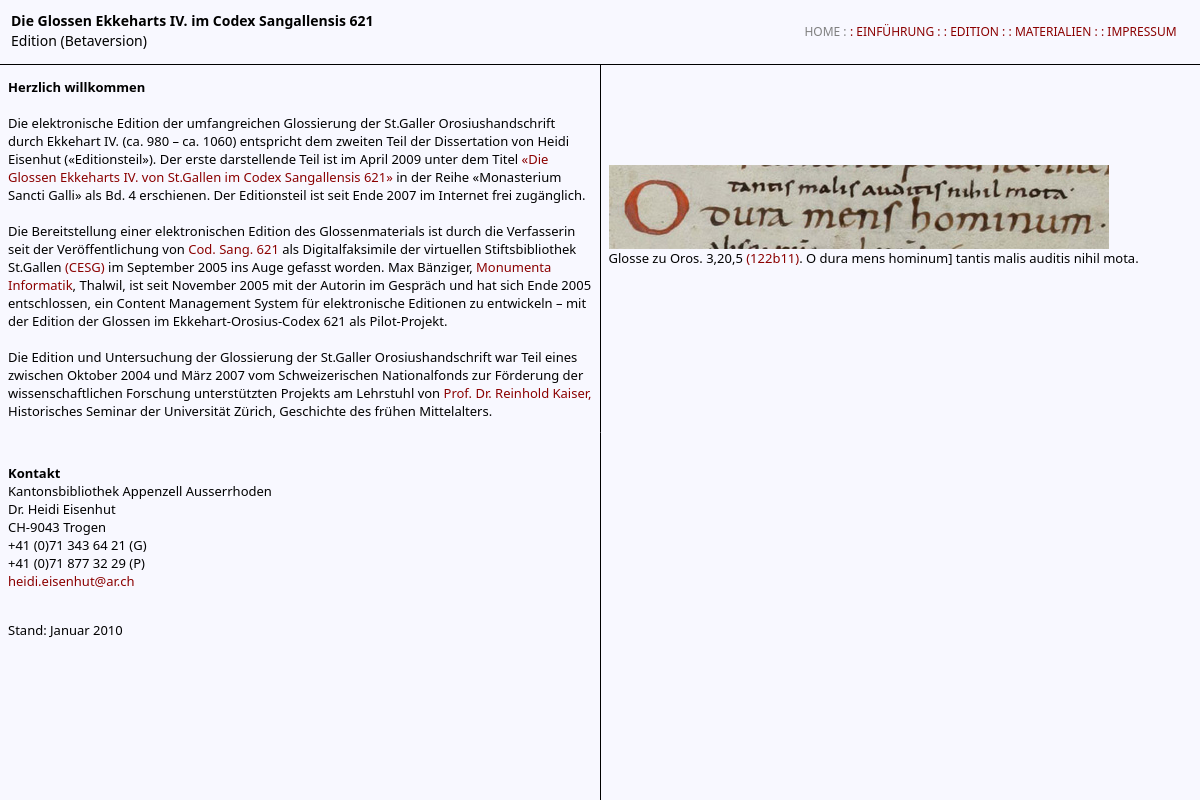 Die Glossen Ekkeharts IV. im Codex Sangallensis 621
Edition (Betaversion)
HOME : : EINFÜHRUNG : : EDITION : : MATERIALIEN : : IMPRESSUM
Herzlich willkommen
Die elektronische Edition der umfangreichen Glossierung der St.Galler Orosiushandschrift
durch Ekkehart IV. (ca. 980 – ca. 1060) entspricht dem zweiten Teil der Dissertation von Heidi
Eisenhut («Editionsteil»). Der erste darstellende Teil ist im April 2009 unter dem Titel «Die
Glossen Ekkeharts IV. von St.Gallen im Codex Sangallensis 621» in der Reihe «Monasterium
Sancti Galli» als Bd. 4 erschienen. Der Editionsteil ist seit Ende 2007 im Internet frei zugänglich.
Die Bereitstellung einer elektronischen Edition des Glossenmaterials ist durch die Verfasserin
seit der Veröffentlichung von Cod. Sang. 621 als Digitalfaksimile der virtuellen Stiftsbibliothek
St.Gallen (CESG) im September 2005 ins Auge gefasst worden. Max Bänziger, Monumenta
Informatik, Thalwil, ist seit November 2005 mit der Autorin im Gespräch und hat sich Ende 2005
entschlossen, ein Content Management System für elektronische Editionen zu entwickeln – mit
der Edition der Glossen im Ekkehart-Orosius-Codex 621 als Pilot-Projekt.
Die Edition und Untersuchung der Glossierung der St.Galler Orosiushandschrift war Teil eines
zwischen Oktober 2004 und März 2007 vom Schweizerischen Nationalfonds zur Förderung der
wissenschaftlichen Forschung unterstützten Projekts am Lehrstuhl von Prof. Dr. Reinhold Kaiser,
Historisches Seminar der Universität Zürich, Geschichte des frühen Mittelalters.
Kontakt
Kantonsbibliothek Appenzell Ausserrhoden
Dr. Heidi Eisenhut
CH-9043 Trogen
+41 (0)71 343 64 21 (G)
+41 (0)71 877 32 29 (P)
heidi.eisenhut@ar.ch
Stand: Januar 2010
tantis malis auditis nihil mota·
O dura mens hominum·
Glosse zu Oros. 3,20,5 (122b11). O dura mens hominum] tantis malis auditis nihil mota.